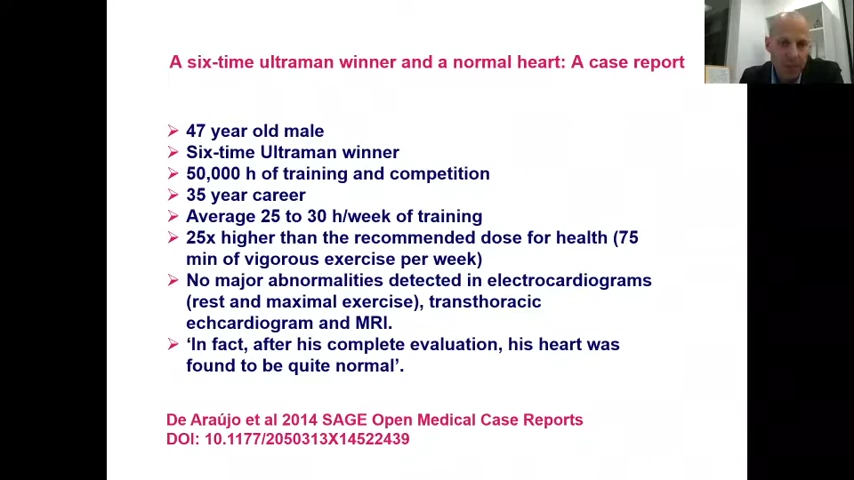 A six-time ultraman winner and a normal heart: A case report
➢ 47 year old male
➢ Six-time Ultraman winner
➢ 50,000 h of training and competition
➢ 35 year career
➢ Average 25 to 30 h/week of training
➢ 25x higher than the recommended dose for health (75
min of vigorous exercise per week)
➢ No major abnormalities detected in electrocardiograms
(rest and maximal exercise), transthoracic
echcardiogram and MRI.
➢ ‘In fact, after his complete evaluation, his heart was
found to be quite normal’.
De Araújo et al 2014 SAGE Open Medical Case Reports
DOI: 10.1177/2050313X14522439